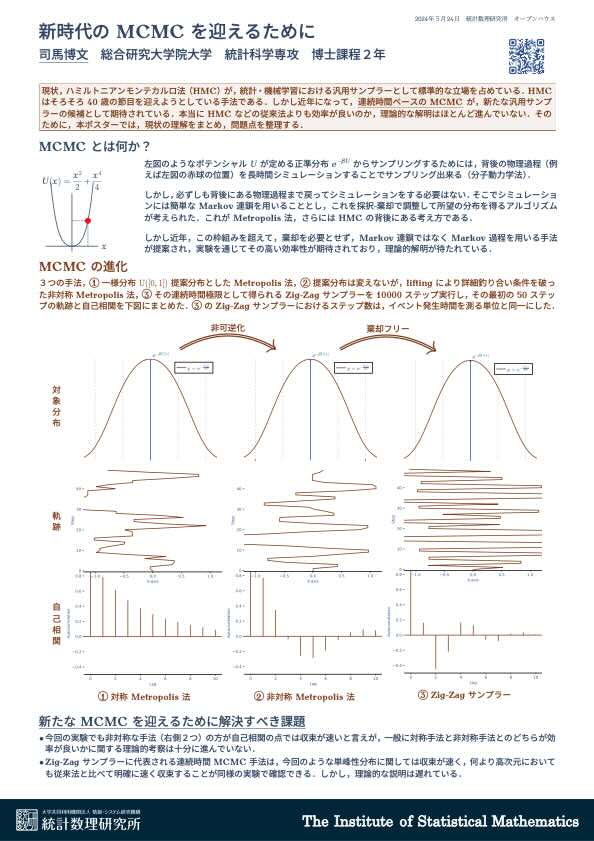 2024年5月24日 オープンハウス
新時代の MCMC を迎えるために
司馬博文 総合研究大学院大学 統計科学専攻 博士課程２年
現状，ハミルトニアンモンテカルロ法（HMC）が，統計・機械学習における汎用サンプラーとして標準的な立場を占めている．HMC
はそろそろ 40 歳の節目を迎えようとしている手法である．しかし近年になって，連続時間ベースの MCMC が，新たな汎用サンプ
ラーの候補として期待されている．本当に HMC などの従来法よりも効率が良いのか，理論的な解明はほとんど進んでいない．その
ために，本ポスターでは，現状の理解をまとめ，問題点を整理する．
MCMC とは何か？
U(x) = x²/2 + x⁴/4
x
左図のようなポテンシャル U が定める正準分布 e^{-βU} からサンプリングするためには，背後の物理過程（例
えば左図の赤球の位置）を長時間シミュレーションすることでサンプリング出来る（分子動力学法）．
しかし，必ずしも背後にある物理過程まで戻ってシミュレーションをする必要はない．そこでシミュレーショ
ンには簡単な Markov 連鎖を用いることとし，これを採択-棄却で調整して所望の分布を得るアルゴリズム
が考えられた．これが Metropolis 法，さらには HMC の背後にある考え方である．
しかし近年，この枠組みを超えて，棄却を必要とせず，Markov 連鎖ではなく Markov 過程を用いる手法
が提案され，実験を通じてその高い効率性が期待されており，理論的解明が待たれている．
MCMC の進化
３つの手法，① 一様分布 U([0,1]) 提案分布とした Metropolis 法，② 提案分布は変えないが，lifting により詳細釣り合い条件を破っ
た非対称 Metropolis 法，③ その連続時間極限として得られる Zig-Zag サンプラーを 10000 ステップ実行し，その最初の 50 ステッ
プの軌跡と自己相関を下図にまとめた．③ の Zig-Zag サンプラーにおけるステップ数は，イベント発生時間を測る単位と同一にした．
非可逆化 棄却フリー
対象分布
軌跡
自己相関
① 対称 Metropolis 法 ② 非対称 Metropolis 法 ③ Zig-Zag サンプラー
新たな MCMC を迎えるために解決すべき課題
•今回の実験でも非対称な手法（右側２つ）の方が自己相関の点では収束が速いと言えが，一般に対称手法と非対称手法とのどちらが効
率が良いかに関する理論的考察は十分に進んでいない．
•Zig-Zag サンプラーに代表される連続時間 MCMC 手法は，今回のような単峰性分布に関しては収束が速く，何より高次元において
も従来法と比べて明確に速く収束することが同様の実験で確認できる．しかし，理論的な説明は遅れている．
大学共同利用機関法人 情報・システム研究機構
統計数理研究所
The Institute of Statistical Mathematics